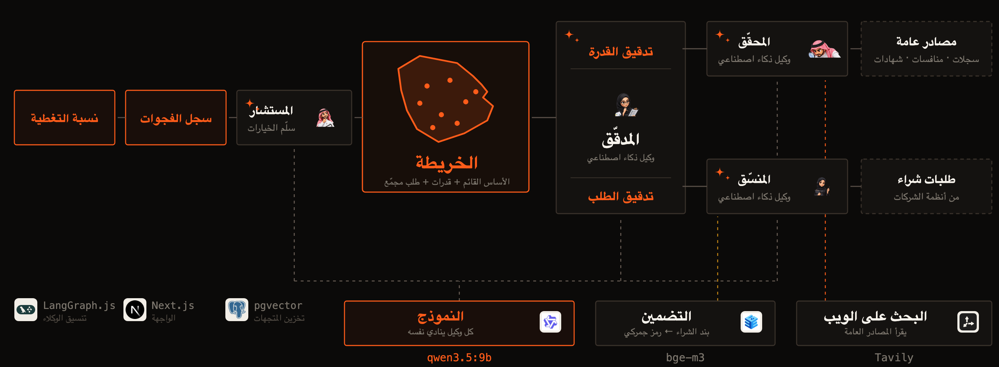 مصادر عامة
سجلات · منافسات · شهادات
المحقّق
وكيل ذكاء اصطناعي
طلبات شراء
من أنظمة الشركات
المنسّق
وكيل ذكاء اصطناعي
تدقيق القدرة
المدقّق
وكيل ذكاء اصطناعي
تدقيق الطلب
الخريطة
الأساس القائم + قدرات + طلب مجمّع
المستشار
سلّم الخيارات
سجل الفجوات
نسبة التغطية
البحث على الويب
يقرأ المصادر العامة
Tavily
التضمين
بند الشراء ← رمز جمركي
bge-m3
النموذج
كل وكيل ينادي نفسه
qwen3.5:9b
pgvector
تخزين المتجهات
Next.js
الواجهة
LangGraph.js
تنسيق الوكلاء